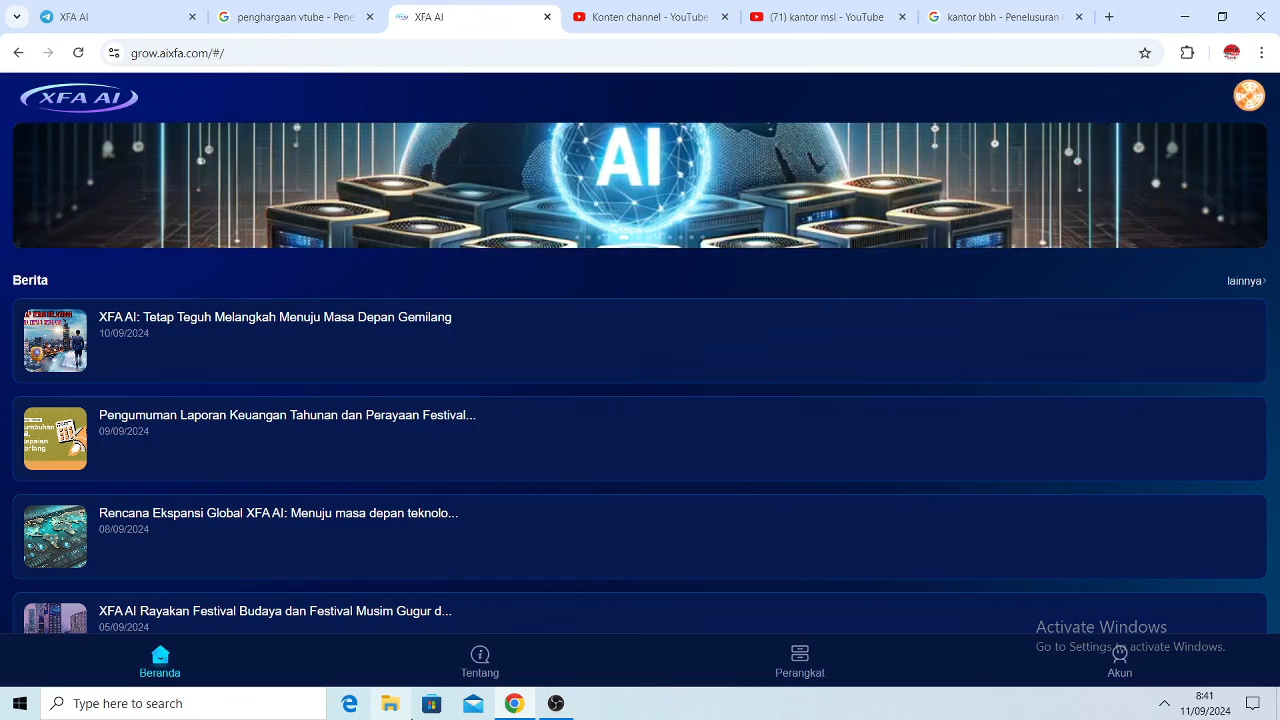 XFA AI
penghargaan vtube - Pene
XFA AI
Konten channel - YouTube
(71) kantor msl - YouTube
kantor bbh - Penelusuran
grow.aixfa.com/#/
XFA AI
AI
Berita
lainnya>
XFA AI: Tetap Teguh Melangkah Menuju Masa Depan Gemilang
10/09/2024
Pengumuman Laporan Keuangan Tahunan dan Perayaan Festival...
09/09/2024
Rencana Ekspansi Global XFA AI: Menuju masa depan teknolo...
08/09/2024
XFA AI Rayakan Festival Budaya dan Festival Musim Gugur d...
05/09/2024
Activate Windows
Go to Settings to activate Windows.
Beranda
Tentang
Perangkat
Akun
Type here to search
8:41
11/09/2024